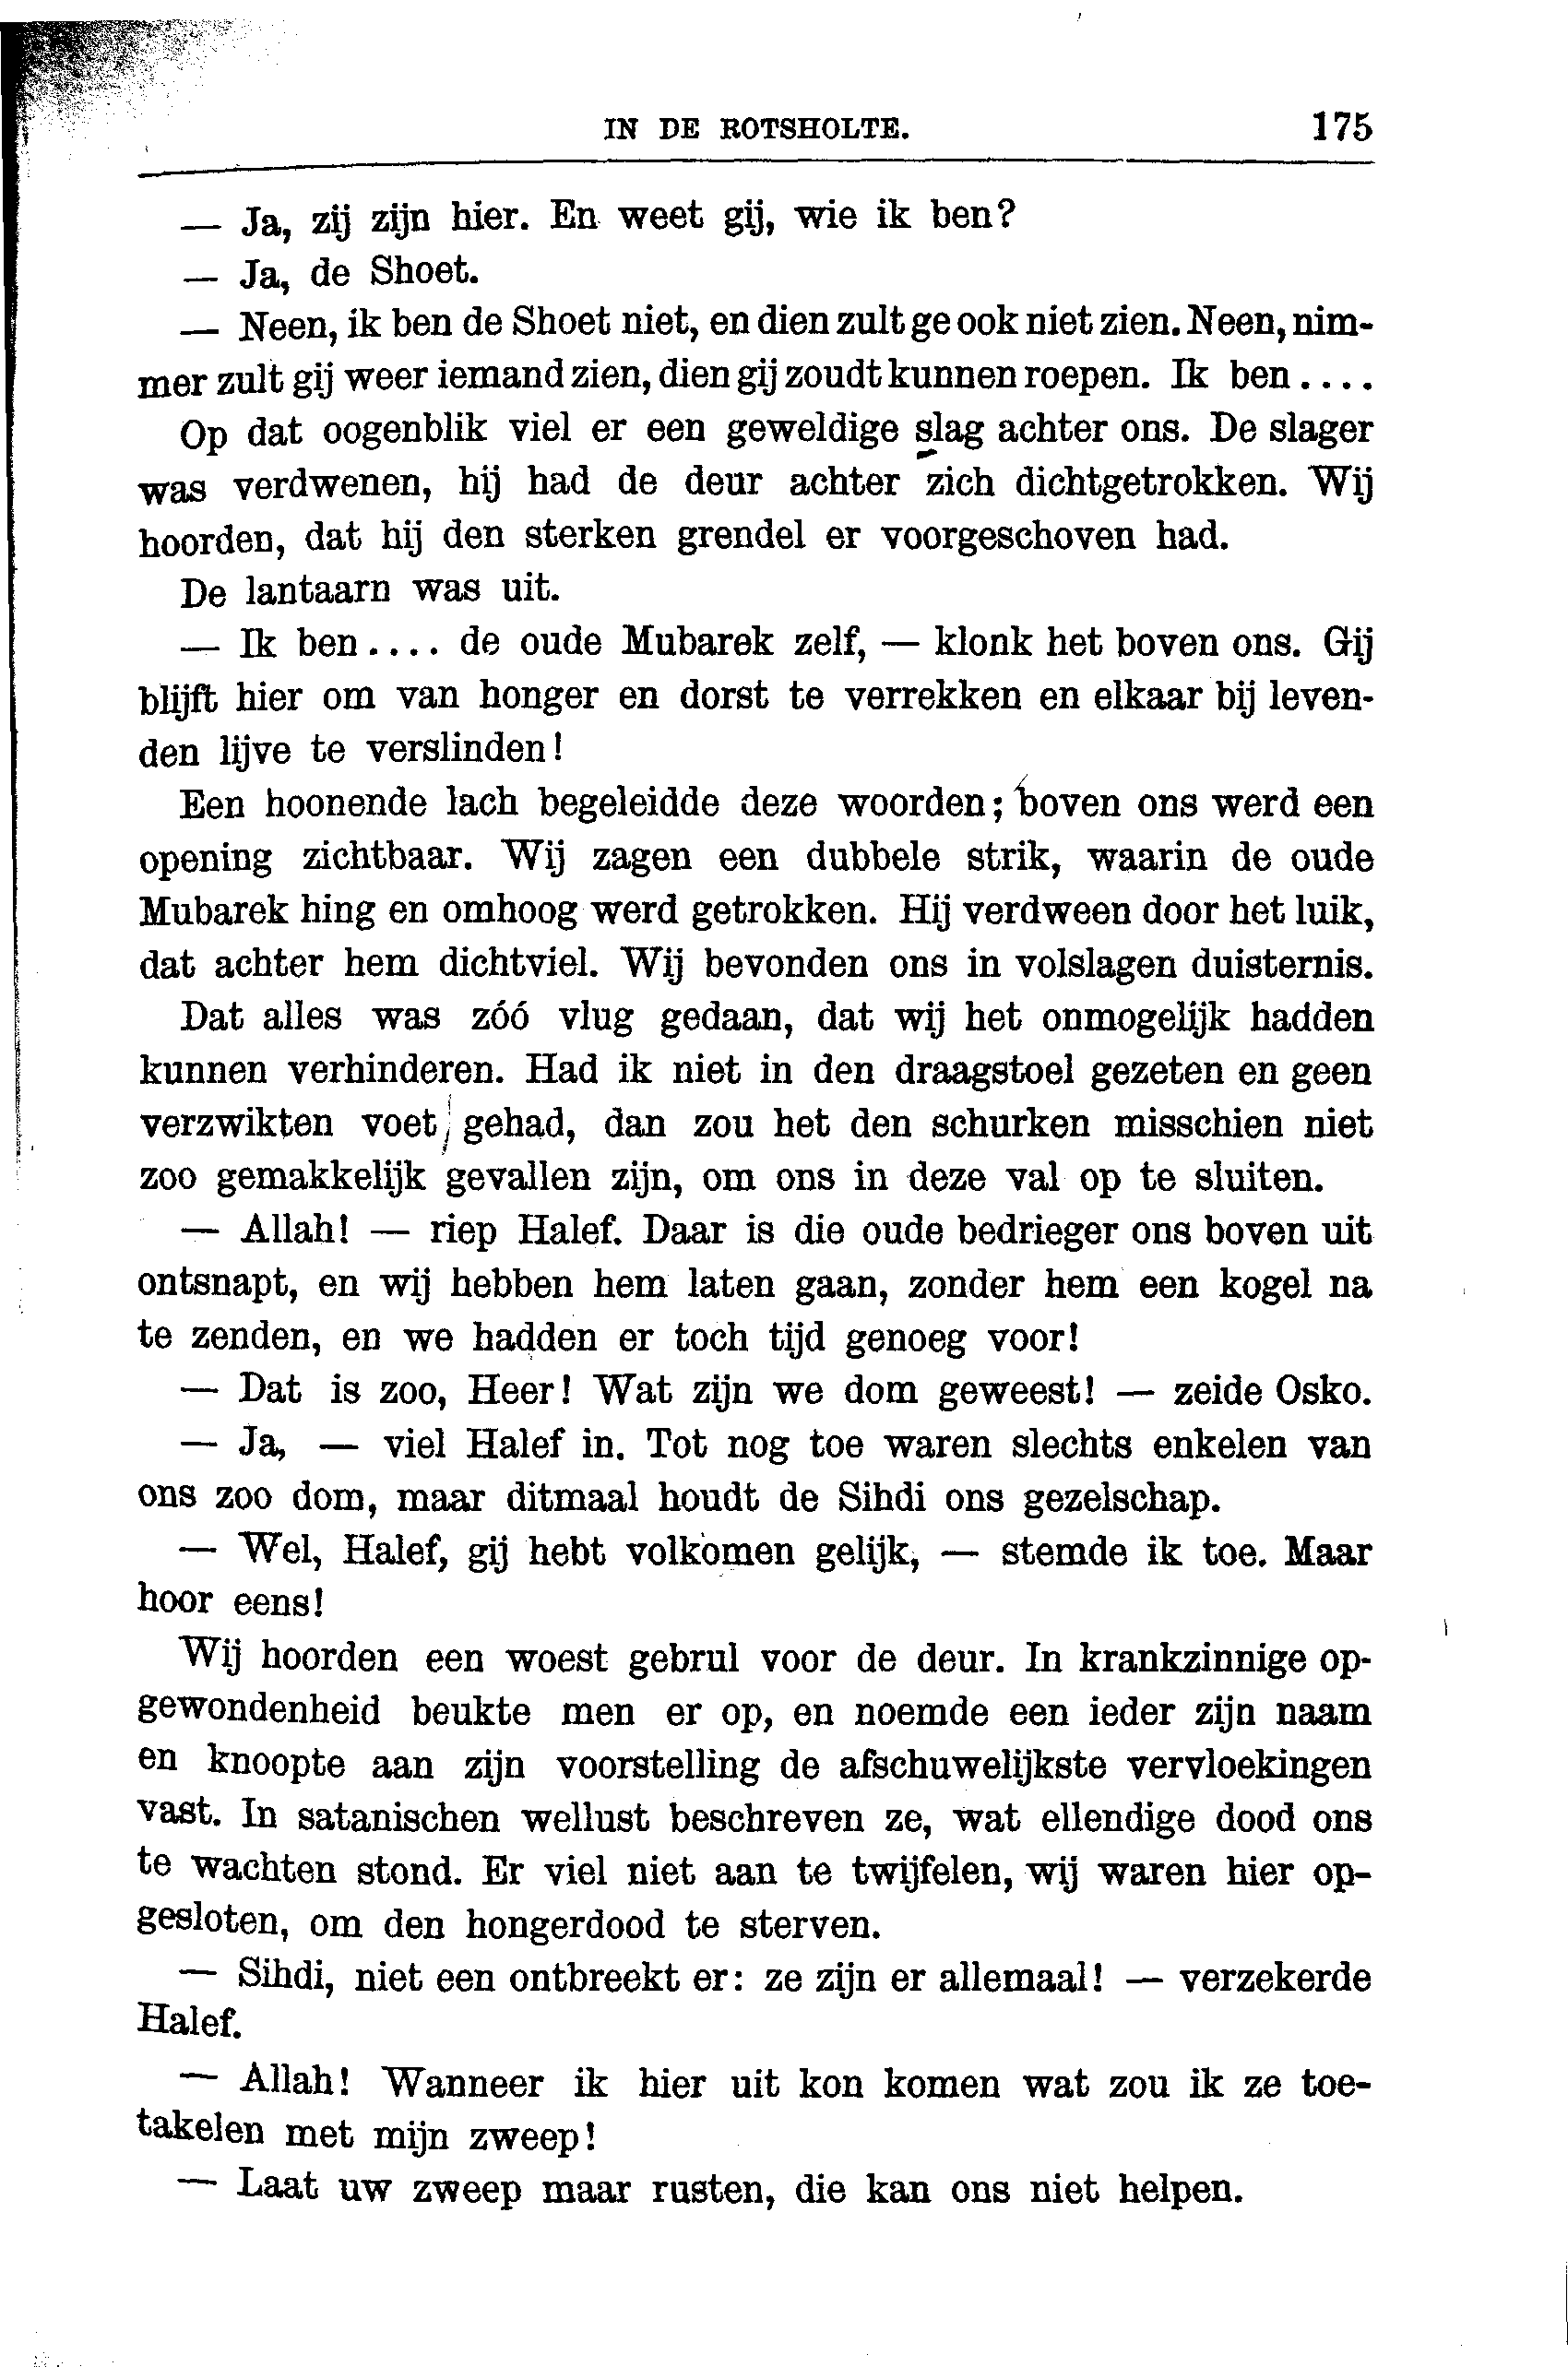 IN DE ROTSHOLTE. 175
— Ja, zij zijn hier. En weet gij, wie ik ben?
— Ja, de Shoet.
— Neen, ik ben de Shoet niet, en dien zult ge ook niet zien. Neen, nim-
mer zult gij weer iemand zien, dien gij zoudt kunnen roepen. Ik ben....
Op dat oogenblik viel er een geweldige slag achter ons. De slager
was verdwenen, hij had de deur achter zich dichtgetrokken. Wij
hoorden, dat hij den sterken grendel er voorgeschoven had.
De lantaarn was uit.
— Ik ben.... de oude Mubarek zelf, — klonk het boven ons. Gij
blijft hier om van honger en dorst te verrekken en elkaar bij leven-
den lijve te verslinden!
Een hoonende lach begeleidde deze woorden; boven ons werd een
opening zichtbaar. Wij zagen een dubbele strik, waarin de oude
Mubarek hing en omhoog werd getrokken. Hij verdween door het luik,
dat achter hem dichtviel. Wij bevonden ons in volslagen duisternis.
Dat alles was zóó vlug gedaan, dat wij het onmogelijk hadden
kunnen verhinderen. Had ik niet in den draagstoel gezeten en geen
verzwikten voet gehad, dan zou het den schurken misschien niet
zoo gemakkelijk gevallen zijn, om ons in deze val op te sluiten.
— Allah! — riep Halef. Daar is die oude bedrieger ons boven uit
ontsnapt, en wij hebben hem laten gaan, zonder hem een kogel na
te zenden, en we hadden er toch tijd genoeg voor!
— Dat is zoo, Heer! Wat zijn we dom geweest! — zeide Osko.
— Ja, — viel Halef in. Tot nog toe waren slechts enkelen van
ons zoo dom, maar ditmaal houdt de Sihdi ons gezelschap.
— Wel, Halef, gij hebt volkomen gelijk, — stemde ik toe. Maar
hoor eens!
Wij hoorden een woest gebrul voor de deur. In krankzinnige op-
gewondenheid beukte men er op, en noemde een ieder zijn naam
en knoopte aan zijn voorstelling de afschuwelijkste vervloekingen
vast. In satanischen wellust beschreven ze, wat ellendige dood ons
te wachten stond. Er viel niet aan te twijfelen, wij waren hier op-
gesloten, om den hongerdood te sterven.
— Sihdi, niet een ontbreekt er: ze zijn er allemaal! — verzekerde
Halef.
— Allah! Wanneer ik hier uit kon komen wat zou ik ze toe-
takelen met mijn zweep!
— Laat uw zweep maar rusten, die kan ons niet helpen.